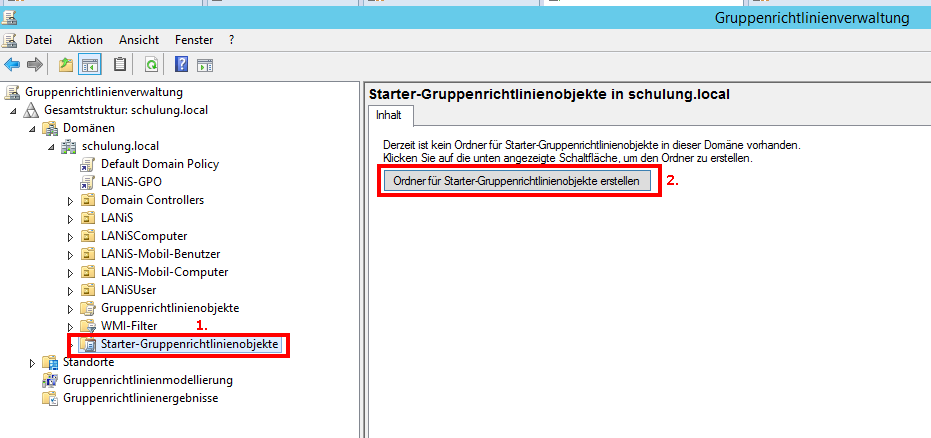 Gruppenrichtlinienverwaltung
Datei Aktion Ansicht Fenster ?
Gruppenrichtlinienverwaltung
Gesamtstruktur: schulung.local
Domänen
schulung.local
Default Domain Policy
LANiS-GPO
Domain Controllers
LANiS
LANiSComputer
LANiS-Mobil-Benutzer
LANiS-Mobil-Computer
LANiSUser
Gruppenrichtlinienobjekte
WMI-Filter
1.
Starter-Gruppenrichtlinienobjekte
Standorte
Gruppenrichtlinienmodellierung
Gruppenrichtlinienergebnisse
Starter-Gruppenrichtlinienobjekte in schulung.local
Inhalt
Derzeit ist kein Ordner für Starter-Gruppenrichtlinienobjekte in dieser Domäne vorhanden.
Klicken Sie auf die unten angezeigte Schaltfläche, um den Ordner zu erstellen.
Ordner für Starter-Gruppenrichtlinienobjekte erstellen 2.